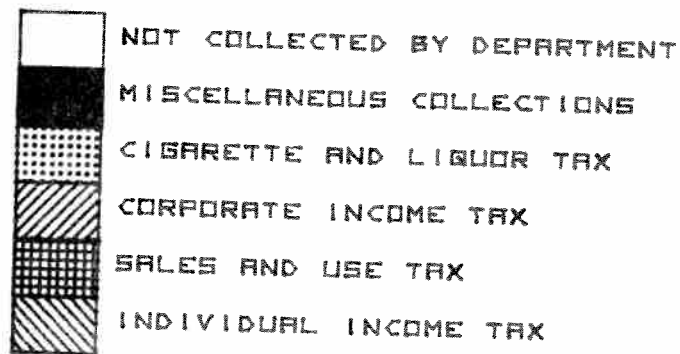 NOT COLLECTED BY DEPARTMENT
MISCELLANEOUS COLLECTIONS
CIGARETTE AND LIQUOR TAX
CORPORATE INCOME TAX
SALES AND USE TAX
INDIVIDUAL INCOME TAX